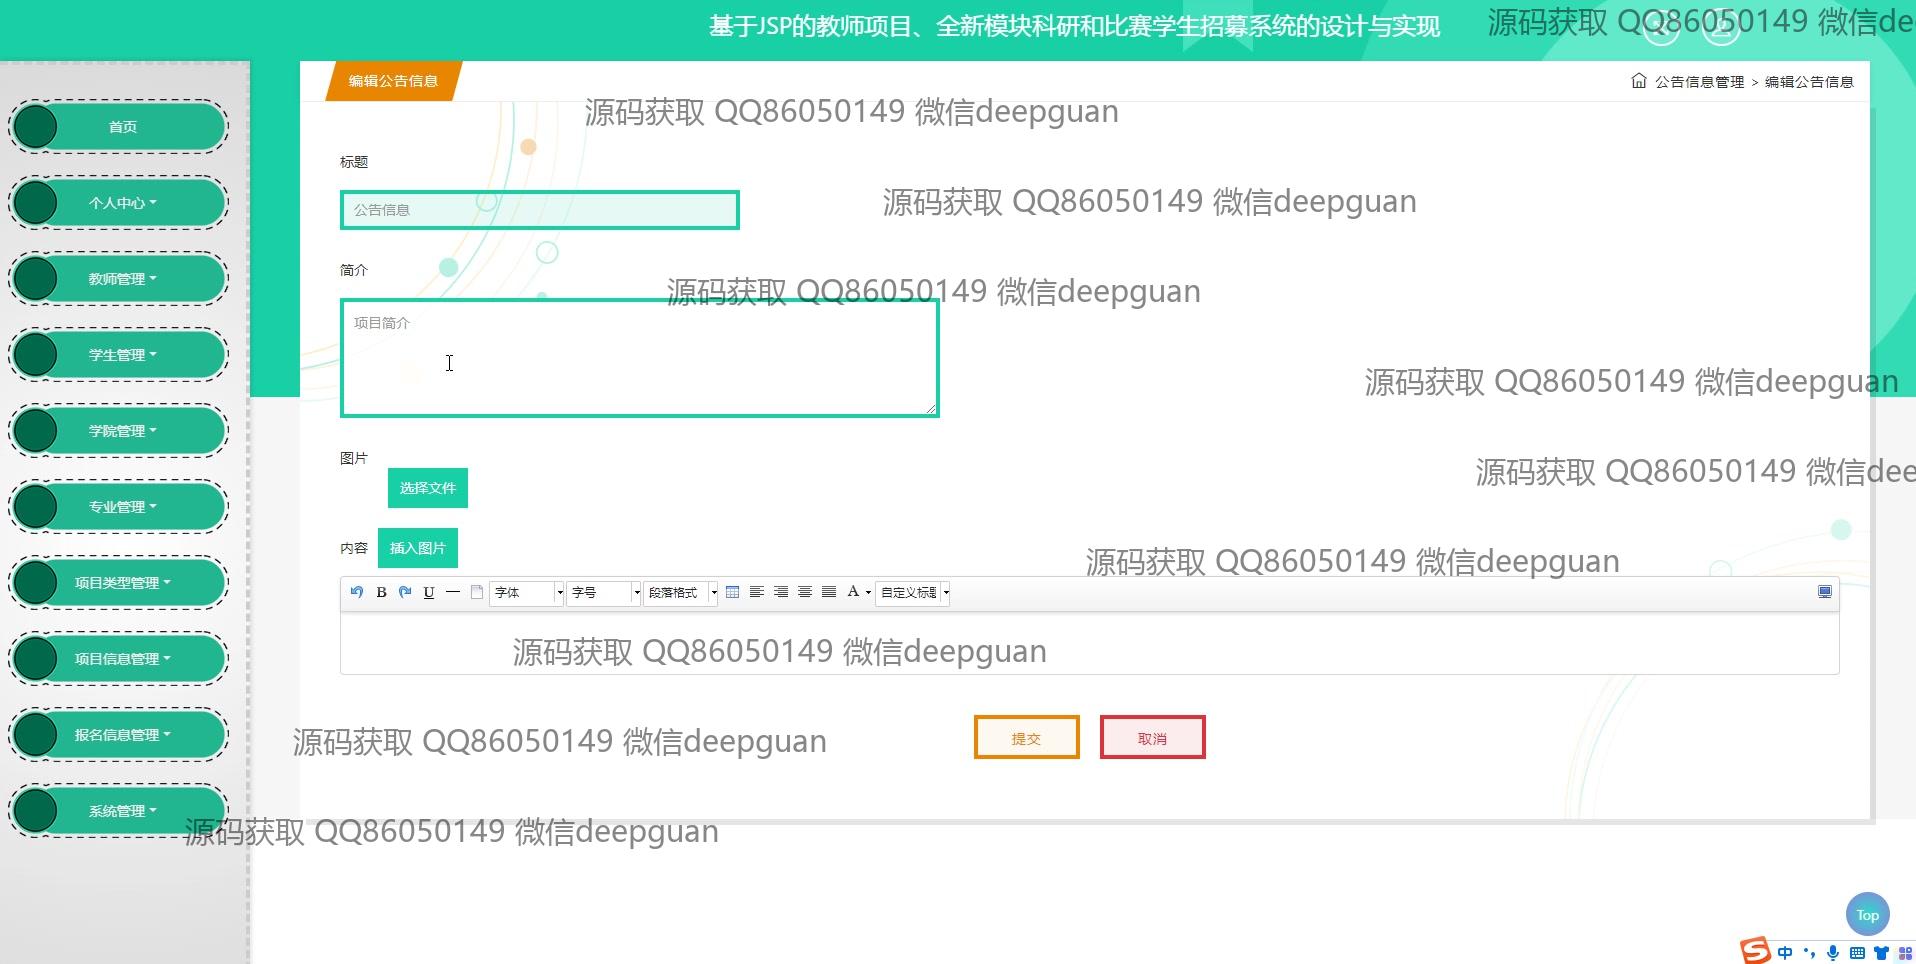 基于JSP的教师项目、全新模块科研和比赛学生招募系统的设计与实现
源码获取 QQ86050149 微信de
编辑公告信息
公告信息管理 > 编辑公告信息
源码获取 QQ86050149 微信deepguan
首页
标题
个人中心
公告信息
源码获取 QQ86050149 微信deepguan
简介
教师管理
源码获取 QQ86050149 微信deepguan
项目简介
学生管理
源码获取 QQ86050149 微信deepguan
学院管理
图片
源码获取 QQ86050149 微信dee
选择文件
专业管理
内容
插入图片
源码获取 QQ86050149 微信deepguan
项目类型管理
B U 字体 字号 段落格式 A 自定义标题
源码获取 QQ86050149 微信deepguan
项目信息管理
报名信息管理
源码获取 QQ86050149 微信deepguan
提交
取消
系统管理
源码获取 QQ86050149 微信deepguan
Top
S 中